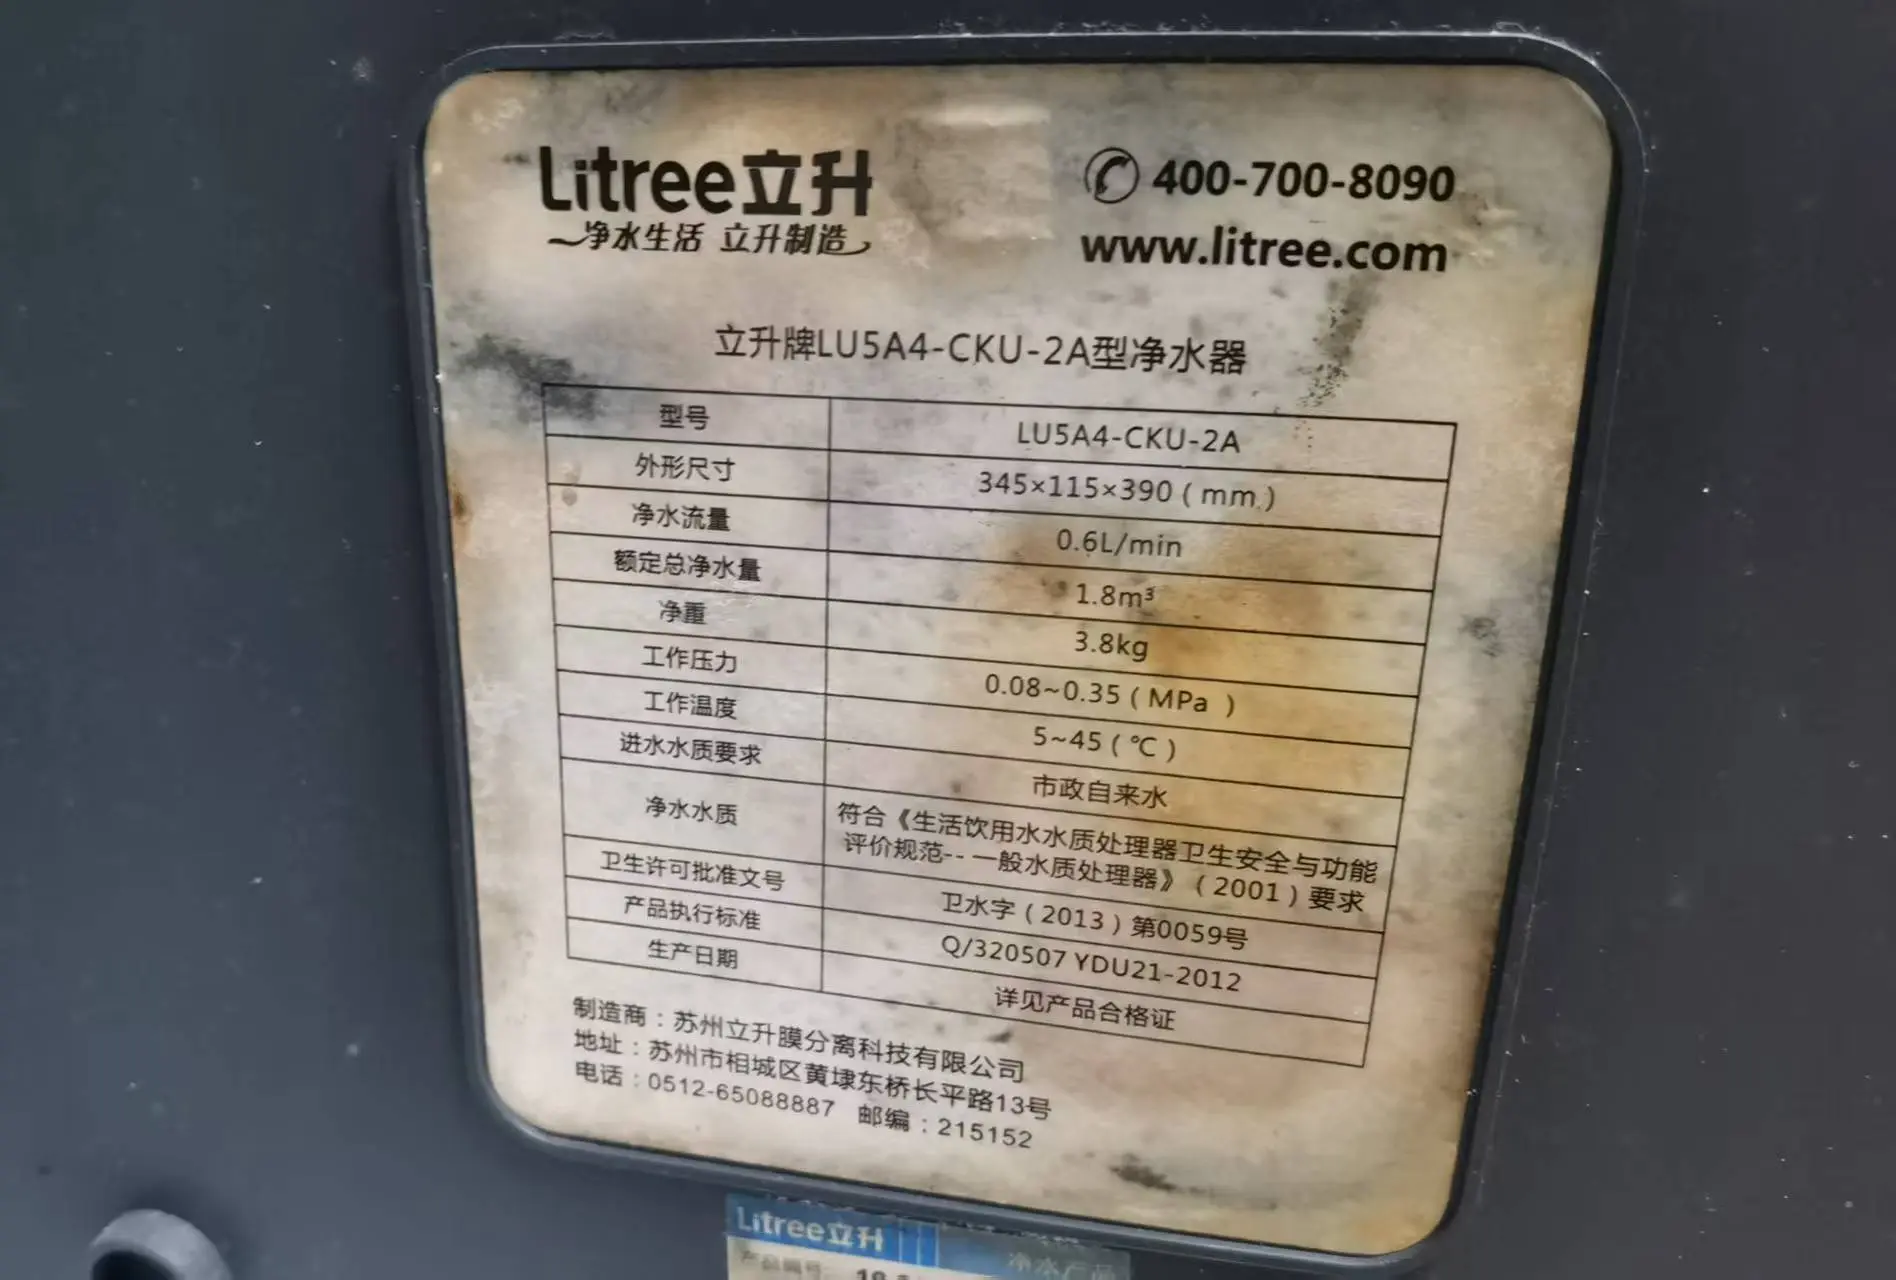 Litree立升
净水生活 立升制造
400-700-8090
www.litree.com
立升牌LU5A4-CKU-2A型净水器
型号 LU5A4-CKU-2A
外形尺寸 345×115×390(mm)
净水流量 0.6L/min
额定总净水量 1.8m³
净重 3.8kg
工作压力 0.08~0.35(MPa )
工作温度 5~45(℃)
进水水质要求 市政自来水
净水水质 符合《生活饮用水水质处理器卫生安全与功能
评价规范--一般水质处理器》(2001)要求
卫生许可批准文号 卫水字(2013)第0059号
产品执行标准 Q/320507 YDU21-2012
生产日期 详见产品合格证
制造商:苏州立升膜分离科技有限公司
地址:苏州市相城区黄埭东桥长平路13号
电话:0512-65088887 邮编:215152
Litree立升
净水产品
产品编号: